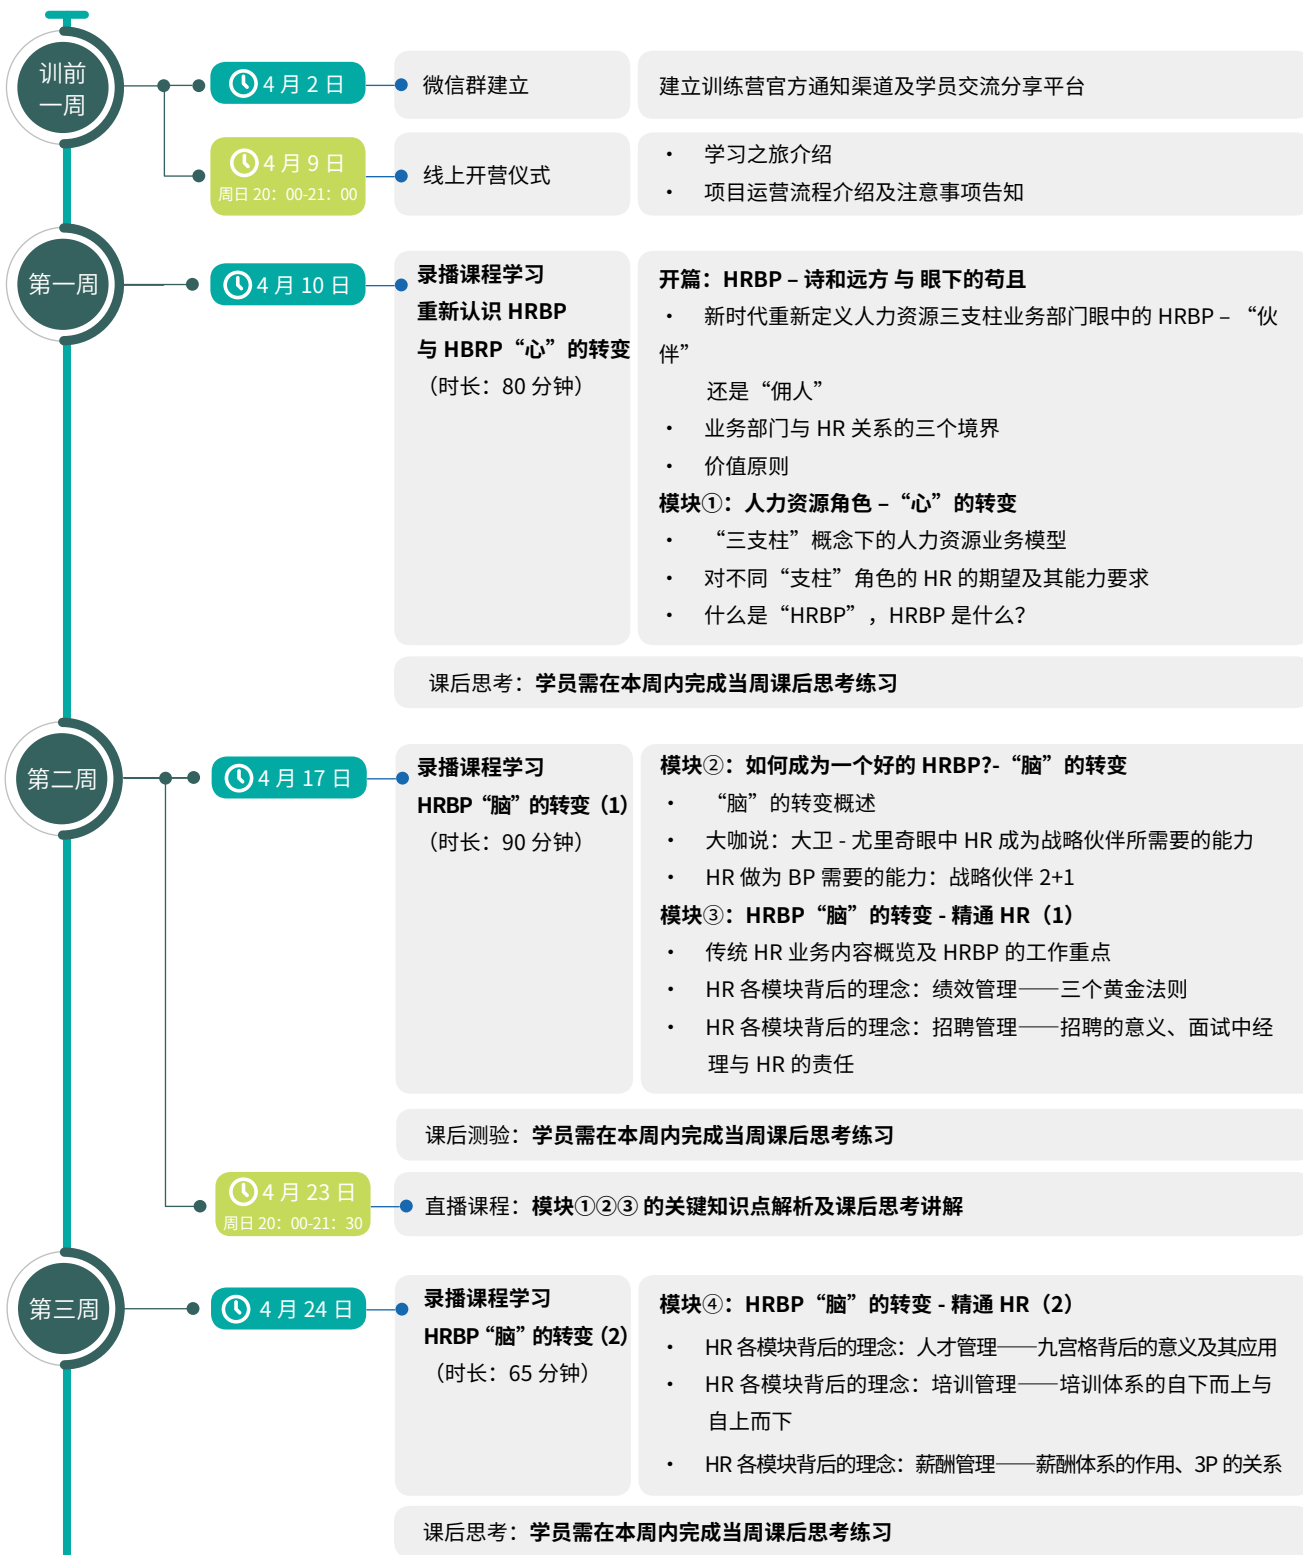 训前
一周
4 月 2 日
微信群建立
建立训练营官方通知渠道及学员交流分享平台
4 月 9 日
周日 20：00-21：00
线上开营仪式
• 学习之旅介绍
• 项目运营流程介绍及注意事项告知
第一周
4 月 10 日
录播课程学习
重新认识 HRBP
与 HBRP“心”的转变
（时长：80 分钟）
开篇：HRBP – 诗和远方 与 眼下的苟且
• 新时代重新定义人力资源三支柱业务部门眼中的 HRBP – “伙
伴”
还是“佣人”
• 业务部门与 HR 关系的三个境界
• 价值原则
模块①：人力资源角色 –“心”的转变
• “三支柱”概念下的人力资源业务模型
• 对不同“支柱”角色的 HR 的期望及其能力要求
• 什么是“HRBP”，HRBP 是什么？
课后思考：学员需在本周内完成当周课后思考练习
第二周
4 月 17 日
录播课程学习
HRBP“脑”的转变（1）
（时长：90 分钟）
模块②：如何成为一个好的 HRBP?-“脑”的转变
• “脑”的转变概述
• 大咖说：大卫 - 尤里奇眼中 HR 成为战略伙伴所需要的能力
• HR 做为 BP 需要的能力：战略伙伴 2+1
模块③：HRBP“脑”的转变 - 精通 HR（1）
• 传统 HR 业务内容概览及 HRBP 的工作重点
• HR 各模块背后的理念：绩效管理——三个黄金法则
• HR 各模块背后的理念：招聘管理——招聘的意义、面试中经
理与 HR 的责任
课后测验：学员需在本周内完成当周课后思考练习
4 月 23 日
周日 20：00-21：30
直播课程：模块①②③ 的关键知识点解析及课后思考讲解
第三周
4 月 24 日
录播课程学习
HRBP“脑”的转变（2）
（时长：65 分钟）
模块④：HRBP“脑”的转变 - 精通 HR（2）
• HR 各模块背后的理念：人才管理——九宫格背后的意义及其应用
• HR 各模块背后的理念：培训管理——培训体系的自下而上与
自上而下
• HR 各模块背后的理念：薪酬管理——薪酬体系的作用、3P 的关系
课后思考：学员需在本周内完成当周课后思考练习